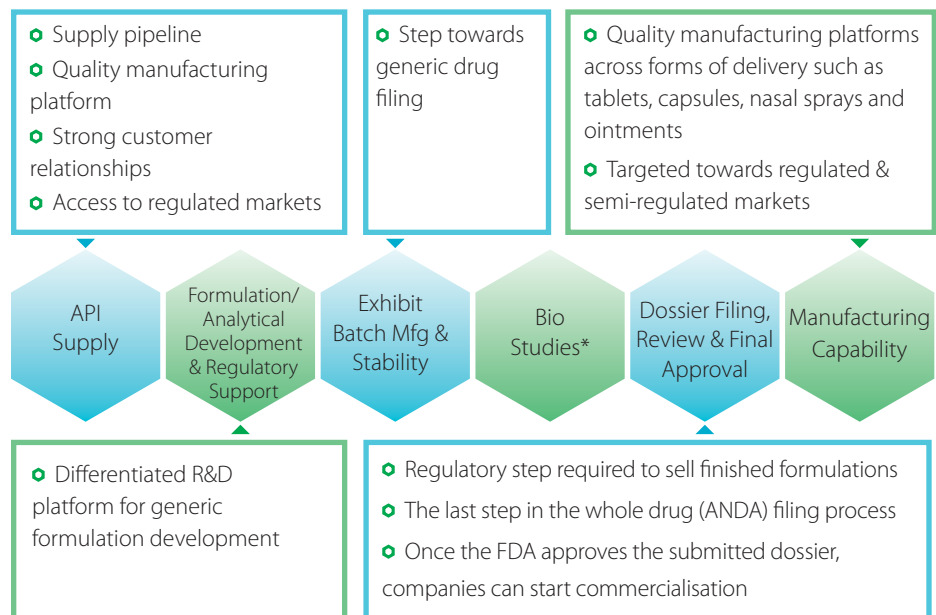 Supply pipeline
Quality manufacturing
platform
Strong customer
relationships
Access to regulated markets
Step towards
generic drug
filing
Quality manufacturing platforms
across forms of delivery such as
tablets, capsules, nasal sprays and
ointments
Targeted towards regulated &
semi-regulated markets
API
Supply
Formulation/
Analytical
Development
& Regulatory
Support
Exhibit
Batch Mfg &
Stability
Bio
Studies*
Dossier Filing,
Review & Final
Approval
Manufacturing
Capability
Differentiated R&D
platform for generic
formulation development
Regulatory step required to sell finished formulations
The last step in the whole drug (ANDA) filing process
Once the FDA approves the submitted dossier,
companies can start commercialisation